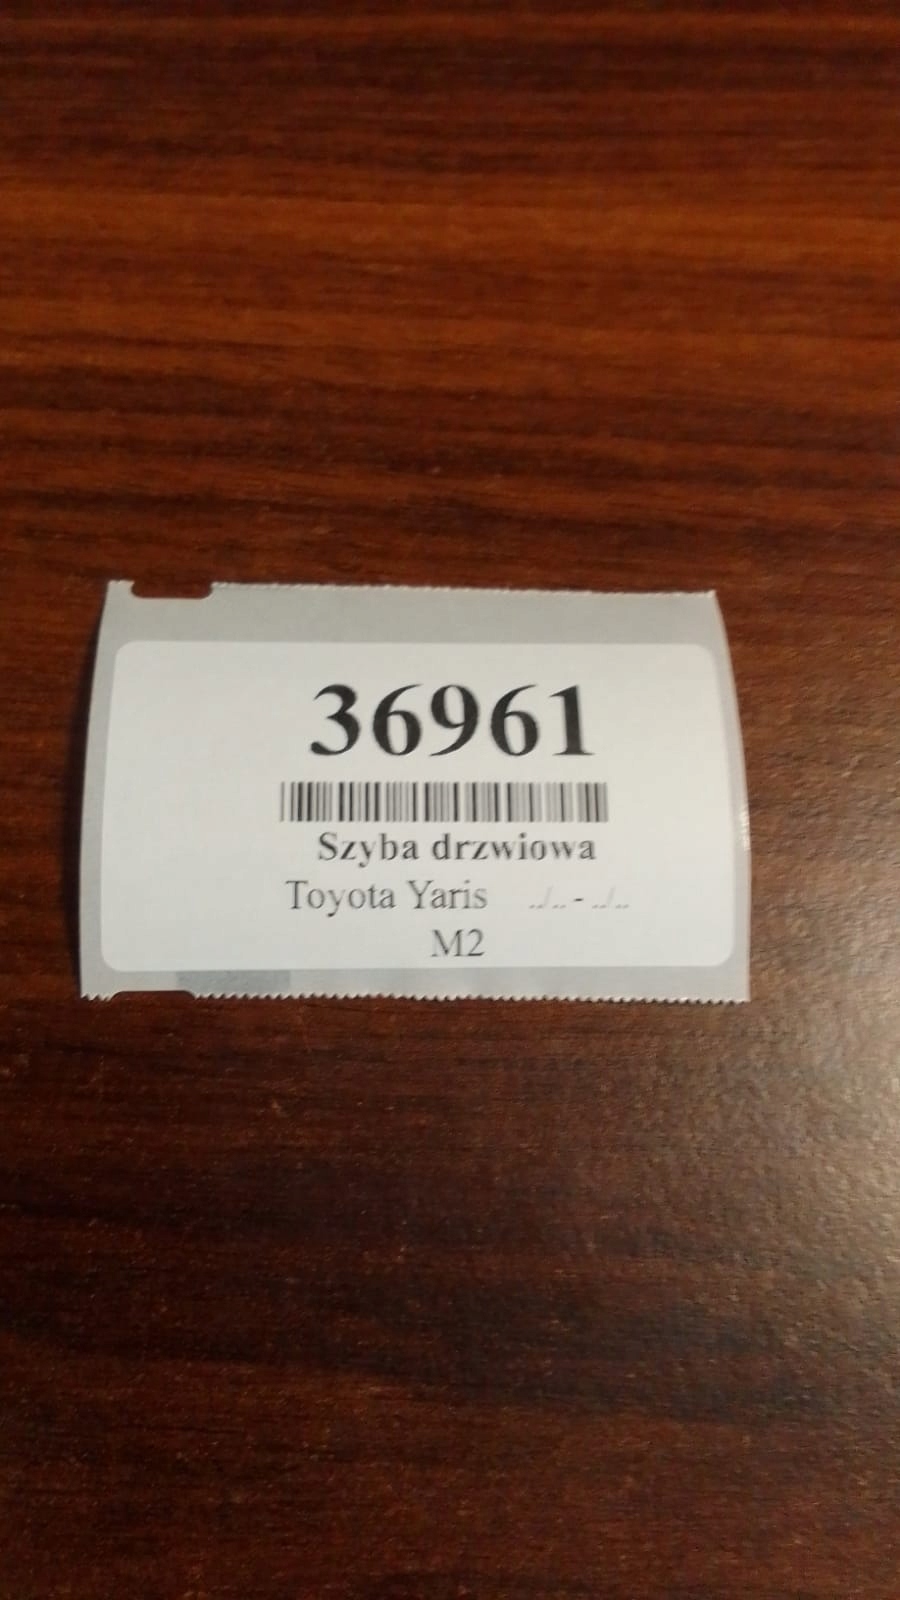 36961
Szyba drzwiowa
Toyota Yaris ../.. - ../..
M2